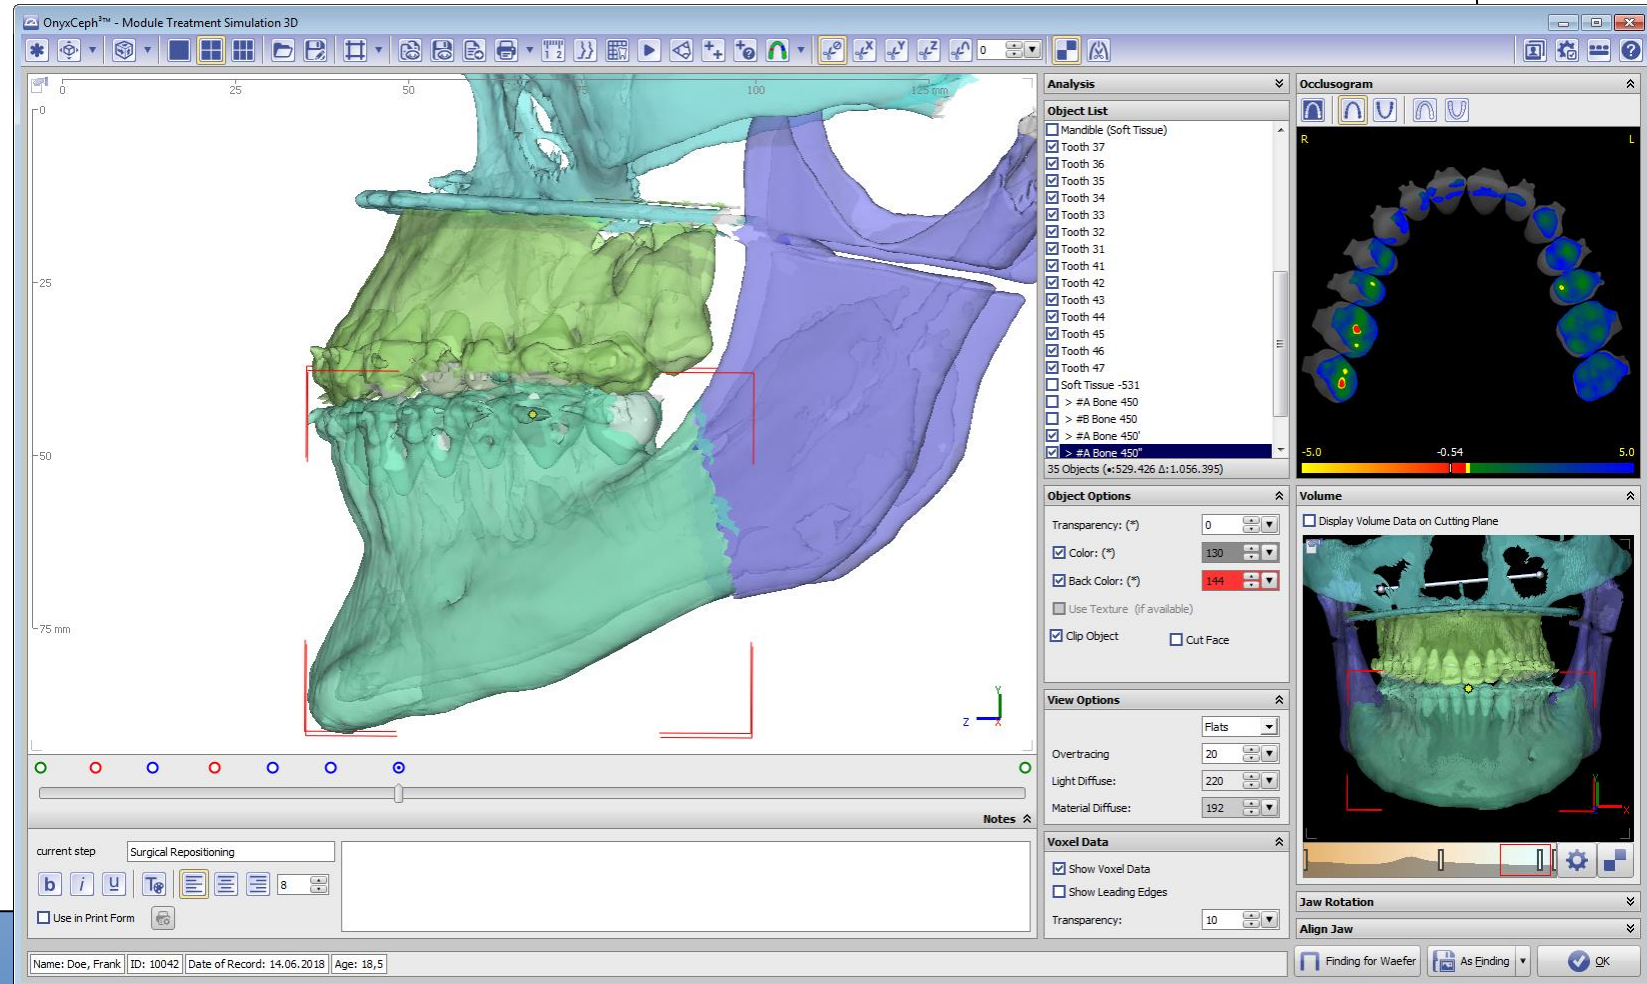 OnyxCeph³™ - Module Treatment Simulation 3D
0
0 25 50 75 100 125 mm
0
25
50
75 mm
Y
Z X
current step Surgical Repositioning
Notes
b i u 8
Use in Print Form
Name: Doe, Frank ID: 10042 Date of Record: 14.06.2018 Age: 18,5
Analysis
Object List
Mandible (Soft Tissue)
Tooth 37
Tooth 36
Tooth 35
Tooth 34
Tooth 33
Tooth 32
Tooth 31
Tooth 41
Tooth 42
Tooth 43
Tooth 44
Tooth 45
Tooth 46
Tooth 47
Soft Tissue -531
> #A Bone 450
> #B Bone 450
> #A Bone 450'
> #A Bone 450"
35 Objects (•:529.426 Δ:1.056.395)
Object Options
Transparency: (*) 0
Color: (*) 130
Back Color: (*) 144
Use Texture (if available)
Clip Object Cut Face
View Options
Flats
Overtracing 20
Light Diffuse: 220
Material Diffuse: 192
Voxel Data
Show Voxel Data
Show Leading Edges
Transparency: 10
Occlusogram
R L
-5.0 -0.54 5.0
Volume
Display Volume Data on Cutting Plane
Y
X
Jaw Rotation
Align Jaw
Finding for Waefer As Finding OK